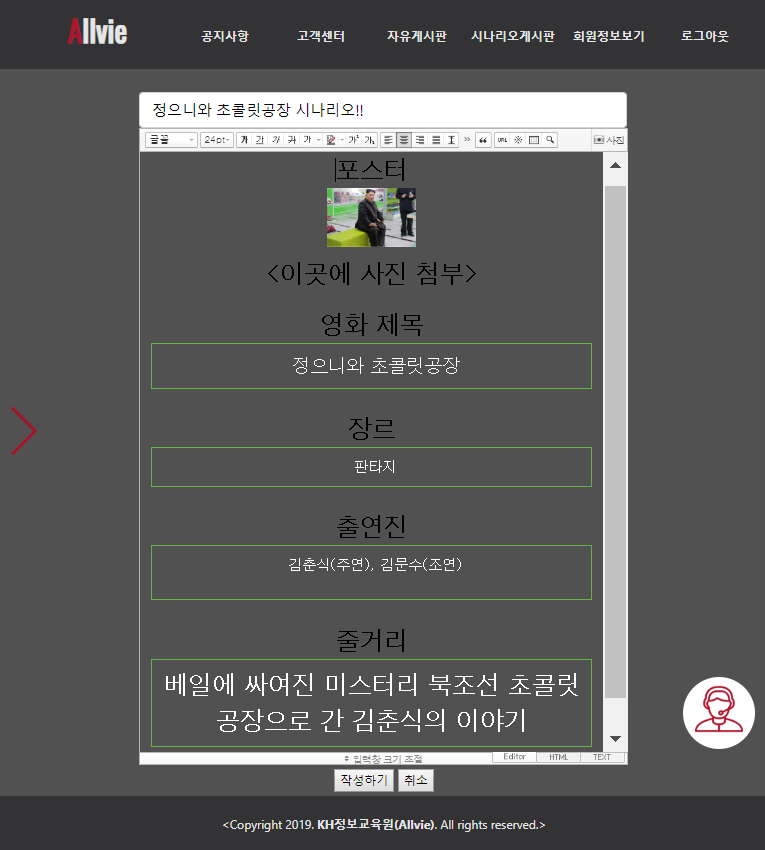 Allvie
공지사항 고객센터 자유게시판 시나리오게시판 회원정보보기 로그아웃
정으니와 초콜릿공장 시나리오!!
글꼴 24pt 가 가 가 가 가 가¹ 가₁ URL ※ 사진
포스터
<이곳에 사진 첨부>
영화 제목
정으니와 초콜릿공장
장르
판타지
출연진
김춘식(주연), 김문수(조연)
줄거리
베일에 싸여진 미스터리 북조선 초콜릿
공장으로 간 김춘식의 이야기
입력창 크기 조절 Editor HTML TEXT
작성하기 취소
<Copyright 2019. KH정보교육원(Allvie). All rights reserved.>